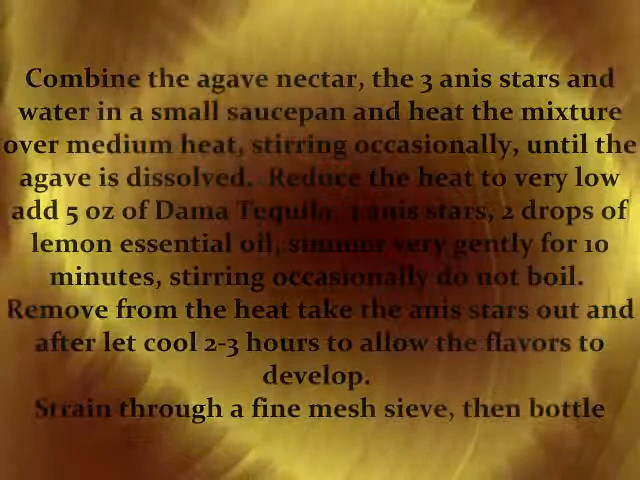 Combine the agave nectar, the 3 anis stars and
water in a small saucepan and heat the mixture
over medium heat, stirring occasionally, until the
agave is dissolved. Reduce the heat to very low
add 5 oz of Dama Tequila, 3 anis stars, 2 drops of
lemon essential oil, simmer very gently for 10
minutes, stirring occasionally do not boil.
Remove from the heat take the anis stars out and
after let cool 2-3 hours to allow the flavors to
develop.
Strain through a fine mesh sieve, then bottle